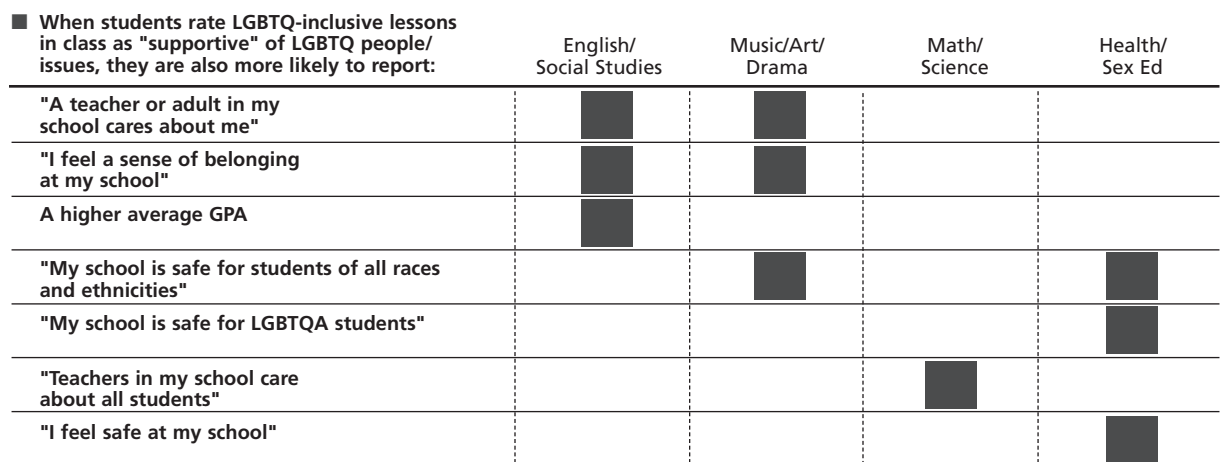 ■ When students rate LGBTQ-inclusive lessons
in class as "supportive" of LGBTQ people/
issues, they are also more likely to report:
English/
Social Studies
Music/Art/
Drama
Math/
Science
Health/
Sex Ed
"A teacher or adult in my
school cares about me"
"I feel a sense of belonging
at my school"
A higher average GPA
"My school is safe for students of all races
and ethnicities"
"My school is safe for LGBTQA students"
"Teachers in my school care
about all students"
"I feel safe at my school"